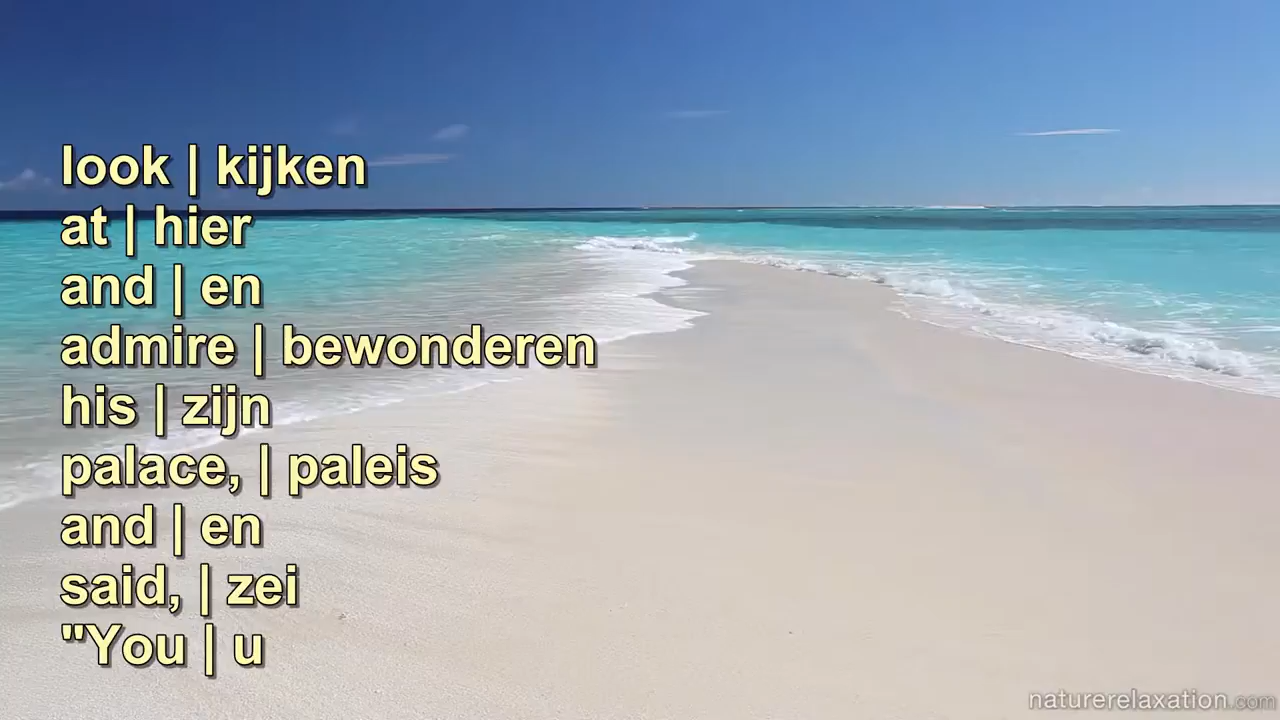 look | kijken
at | hier
and | en
admire | bewonderen
his | zijn
palace, | paleis
and | en
said, | zei
"You | u
naturerelaxation.com